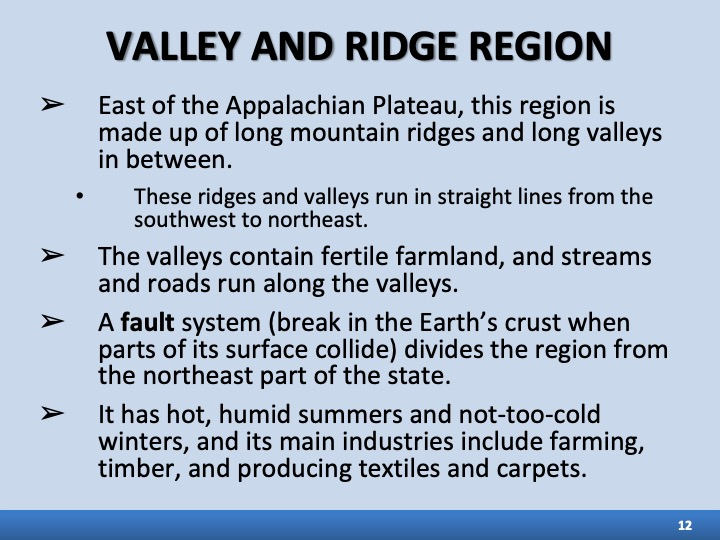 VALLEY AND RIDGE REGION
➢ East of the Appalachian Plateau, this region is
made up of long mountain ridges and long valleys
in between.
• These ridges and valleys run in straight lines from the
southwest to northeast.
➢ The valleys contain fertile farmland, and streams
and roads run along the valleys.
➢ A fault system (break in the Earth’s crust when
parts of its surface collide) divides the region from
the northeast part of the state.
➢ It has hot, humid summers and not-too-cold
winters, and its main industries include farming,
timber, and producing textiles and carpets.
12